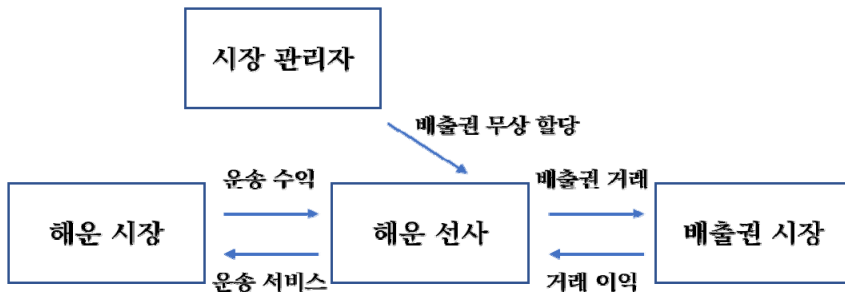 시장 관리자
배출권 무상 할당
운송 수익
배출권 거래
해운 시장
해운 선사
배출권 시장
운송 서비스
거래 이익